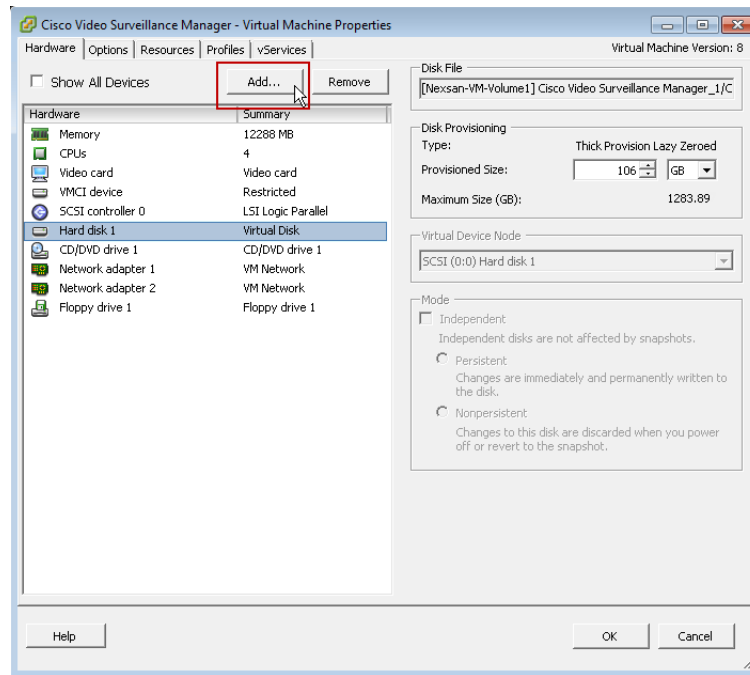 Cisco Video Surveillance Manager - Virtual Machine Properties
Hardware Options Resources Profiles vServices Virtual Machine Version: 8
Show All Devices Add... Remove
Hardware Summary
Memory 12288 MB
CPUs 4
Video card Video card
VMCI device Restricted
SCSI controller 0 LSI Logic Parallel
Hard disk 1 Virtual Disk
CD/DVD drive 1 CD/DVD drive 1
Network adapter 1 VM Network
Network adapter 2 VM Network
Floppy drive 1 Floppy drive 1
Disk File
[Nexsan-VM-Volume1] Cisco Video Surveillance Manager_1/C
Disk Provisioning
Type: Thick Provision Lazy Zeroed
Provisioned Size: 106 GB
Maximum Size (GB): 1283.89
Virtual Device Node
SCSI (0:0) Hard disk 1
Mode
Independent
Independent disks are not affected by snapshots.
Persistent
Changes are immediately and permanently written to
the disk.
Nonpersistent
Changes to this disk are discarded when you power
off or revert to the snapshot.
Help OK Cancel